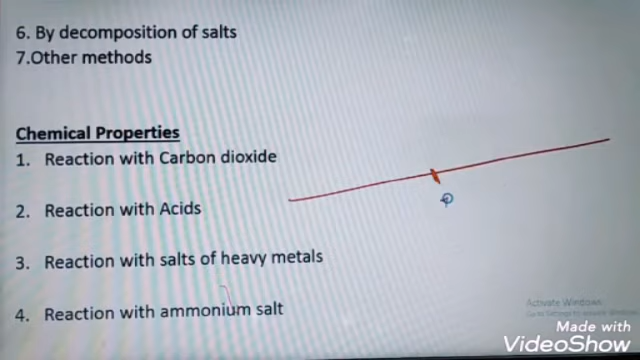 6. By decomposition of salts
7.Other methods
Chemical Properties
1. Reaction with Carbon dioxide
2. Reaction with Acids
3. Reaction with salts of heavy metals
4. Reaction with ammonium salt
Activate Windows
Made with
VideoShow